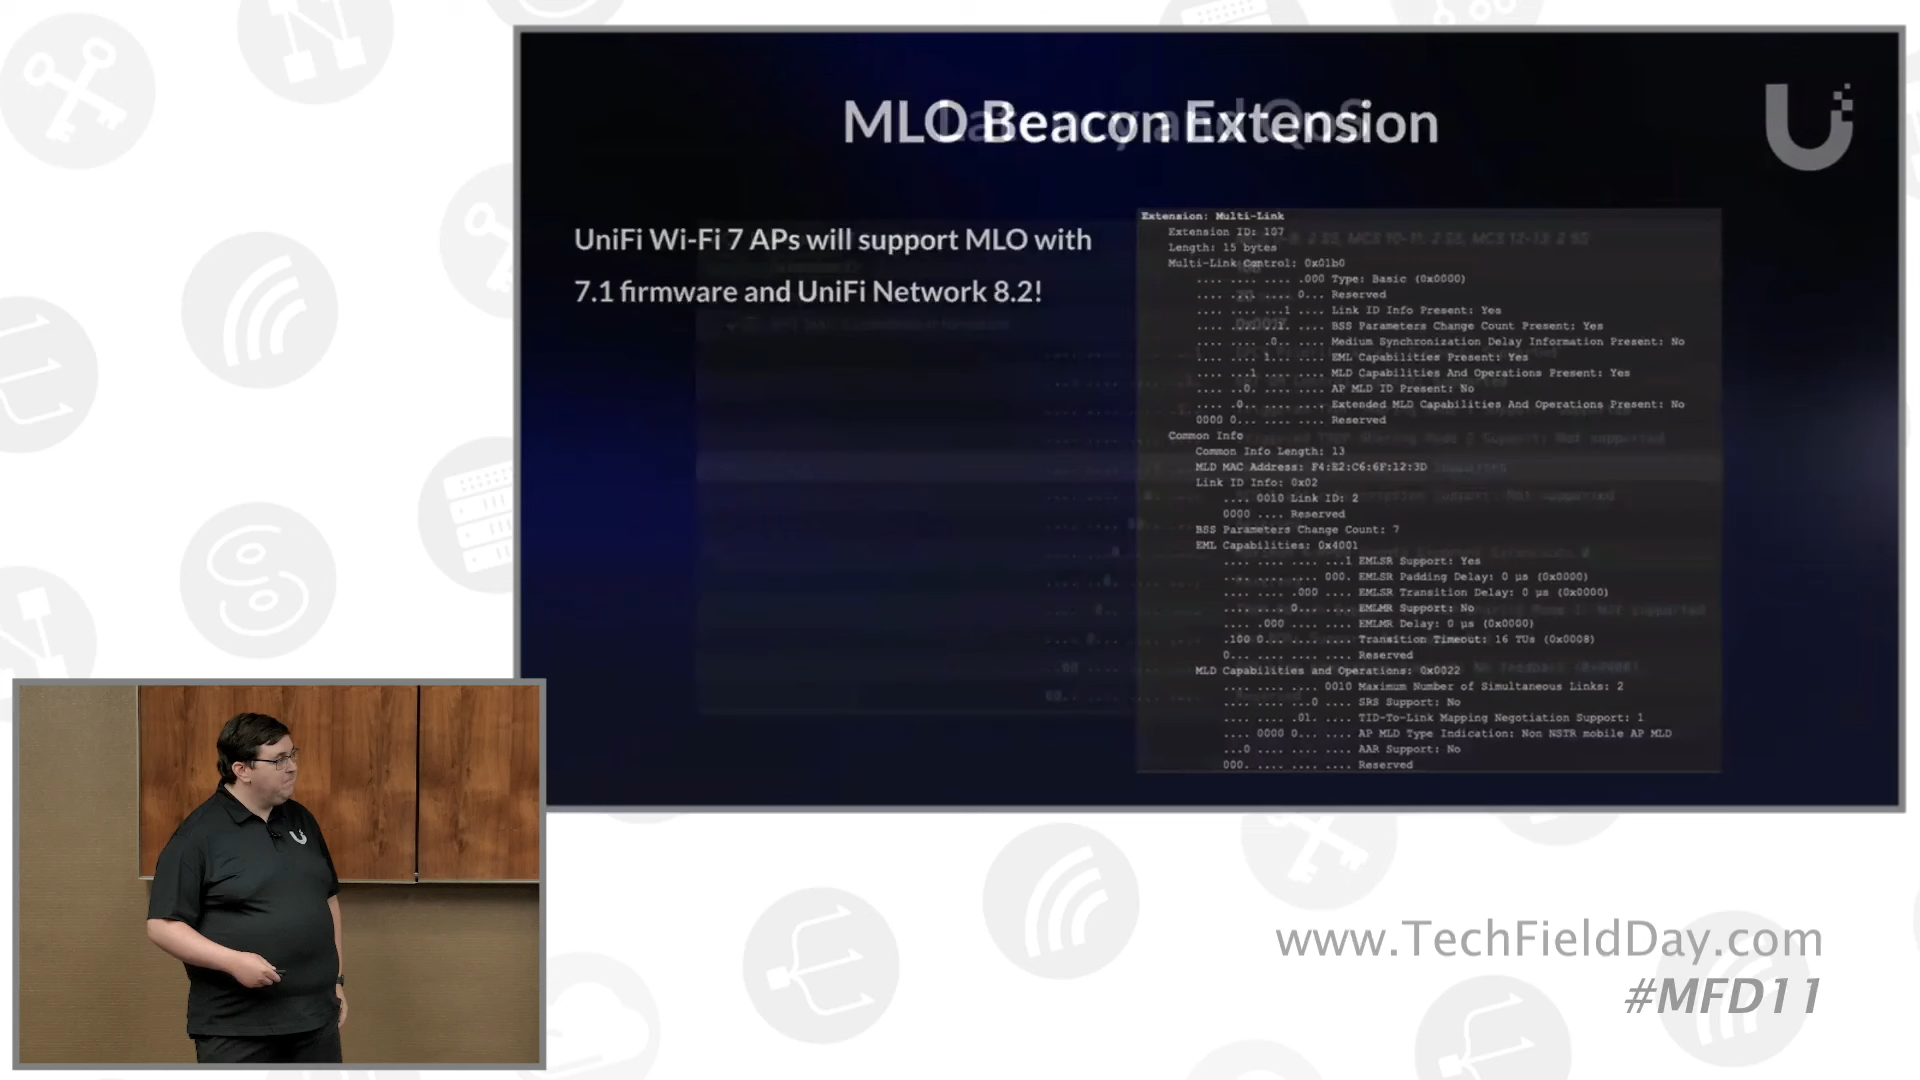 MLO Beacon Extension
UniFi Wi-Fi 7 APs will support MLO with
7.1 firmware and UniFi Network 8.2!
Extension: Multi-Link
Extension ID: 107
Length: 15 bytes
Multi-Link Control: 0x01b0
.... .... .... .000 Type: Basic (0x0000)
.... .... .... 0... Reserved
.... .... ...1 .... Link ID Info Present: Yes
.... .... ..1. .... BSS Parameters Change Count Present: Yes
.... .... .0.. .... Medium Synchronization Delay Information Present: No
.... .... 1... .... EML Capabilities Present: Yes
.... ...1 .... .... MLD Capabilities And Operations Present: Yes
.... ..0. .... .... AP MLD ID Present: No
.... .0.. .... .... Extended MLD Capabilities And Operations Present: No
0000 0... .... .... Reserved
Common Info
Common Info Length: 13
MLD MAC Address: F4:E2:C6:6F:12:3D
Link ID Info: 0x02
.... 0010 Link ID: 2
0000 .... Reserved
BSS Parameters Change Count: 7
EML Capabilities: 0x4001
.... .... .... ...1 EMLSR Support: Yes
.... .... .... 000. EMLSR Padding Delay: 0 µs (0x0000)
.... .... .000 .... EMLSR Transition Delay: 0 µs (0x0000)
.... .... 0... .... EMLMR Support: No
.... .000 .... .... EMLMR Delay: 0 µs (0x0000)
.100 0... .... .... Transition Timeout: 16 TUs (0x0008)
0... .... .... .... Reserved
MLD Capabilities and Operations: 0x0022
.... .... .... 0010 Maximum Number of Simultaneous Links: 2
.... .... ...0 .... SRS Support: No
.... .... .01. .... TID-To-Link Mapping Negotiation Support: 1
.... 0000 0... .... AP MLD Type Indication: Non NSTR mobile AP MLD
...0 .... .... .... AAR Support: No
000. .... .... .... Reserved
www.TechFieldDay.com
#MFD11